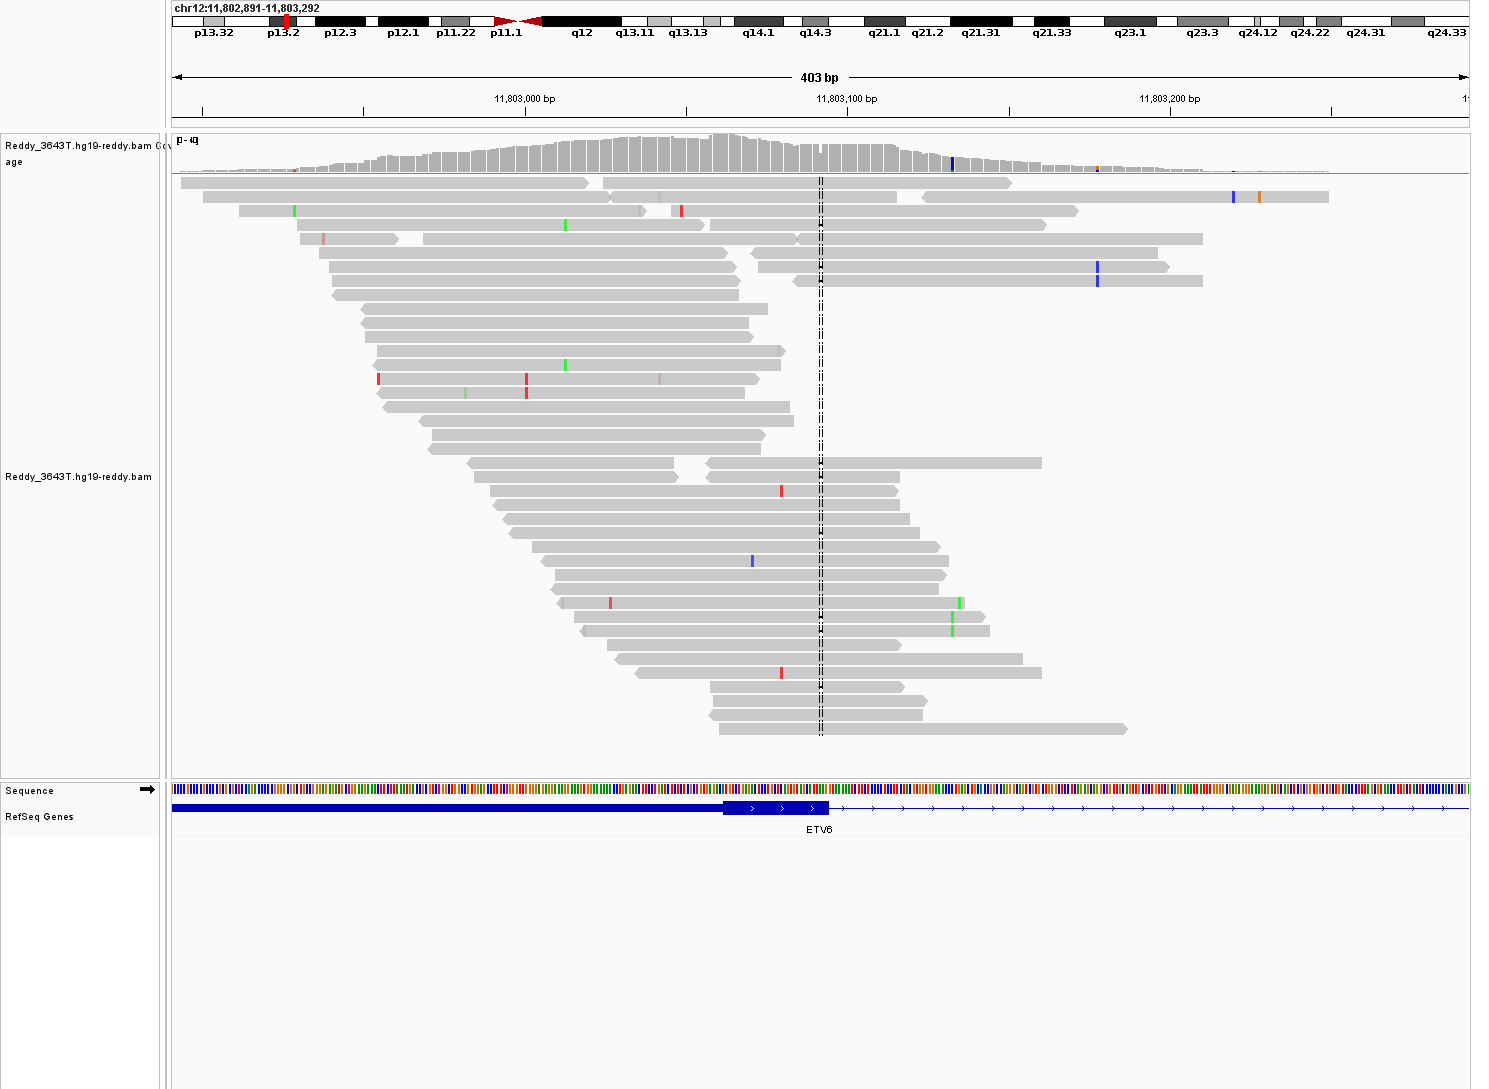 chr12:11,802,891-11,803,292
p13.32 p13.2 p12.3 p12.1 p11.22 p11.1 q12 q13.11 q13.13 q14.1 q14.3 q21.1 q21.2 q21.31 q21.33 q23.1 q23.3 q24.12 q24.22 q24.31 q24.33
403 bp
11,803,000 bp 11,803,100 bp 11,803,200 bp
Reddy_3643T.hg19-reddy.bam Cov
age
Reddy_3643T.hg19-reddy.bam
Sequence
RefSeq Genes
ETV6